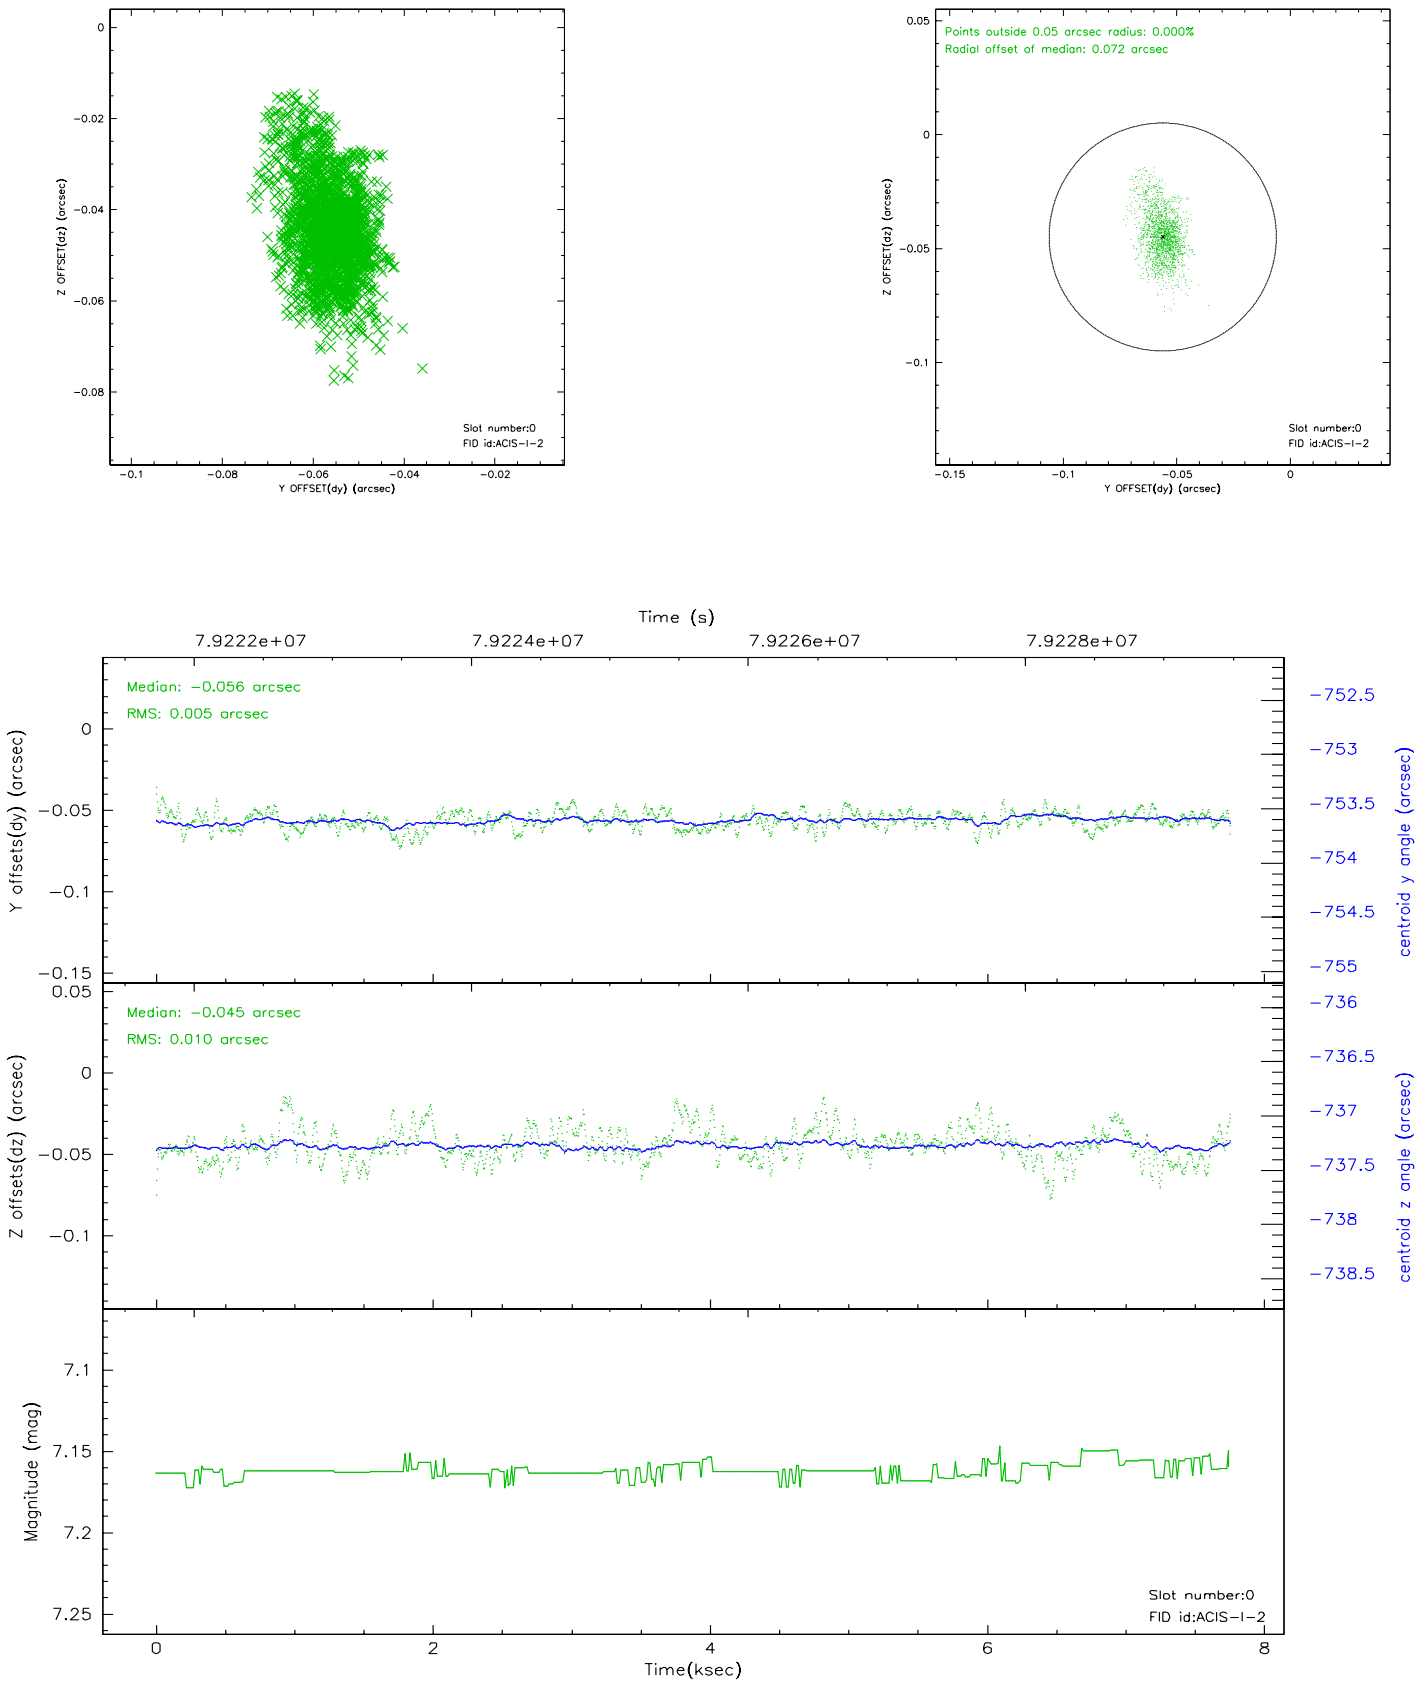 0
−0.02
−0.04
−0.06
−0.08
Z OFFSET(dz) (arcsec)
Slot number:0
FID id:ACIS−I−2
−0.1 −0.08 −0.06 −0.04 −0.02
Y OFFSET(dy) (arcsec)
Points outside 0.05 arcsec radius: 0.000%
Radial offset of median: 0.072 arcsec
0.05
0
−0.05
−0.1
Z OFFSET(dz) (arcsec)
Slot number:0
FID id:ACIS−I−2
−0.15 −0.1 −0.05 0
Y OFFSET(dy) (arcsec)
Time (s)
7.9222e+07 7.9224e+07 7.9226e+07 7.9228e+07
Median: −0.056 arcsec
RMS: 0.005 arcsec
0
−0.05
−0.1
−0.15
Y offsets(dy) (arcsec)
−752.5
−753
−753.5
−754
−754.5
−755
centroid y angle (arcsec)
Median: −0.045 arcsec
RMS: 0.010 arcsec
0.05
0
−0.05
−0.1
Z offsets(dz) (arcsec)
−736
−736.5
−737
−737.5
−738
−738.5
centroid z angle (arcsec)
7.1
7.15
7.2
7.25
Magnitude (mag)
Slot number:0
FID id:ACIS−I−2
0 2 4 6 8
Time(ksec)